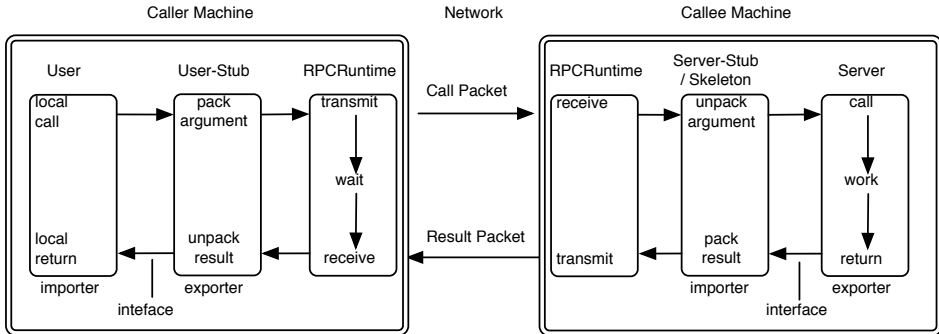 Caller Machine
Network
Callee Machine
User
User-Stub
RPCRuntime
local
call
pack
argument
transmit
wait
receive
local
return
unpack
result
importer
exporter
inteface
Call Packet
Result Packet
RPCRuntime
Server-Stub
/ Skeleton
Server
receive
unpack
argument
call
work
return
transmit
pack
result
importer
exporter
interface